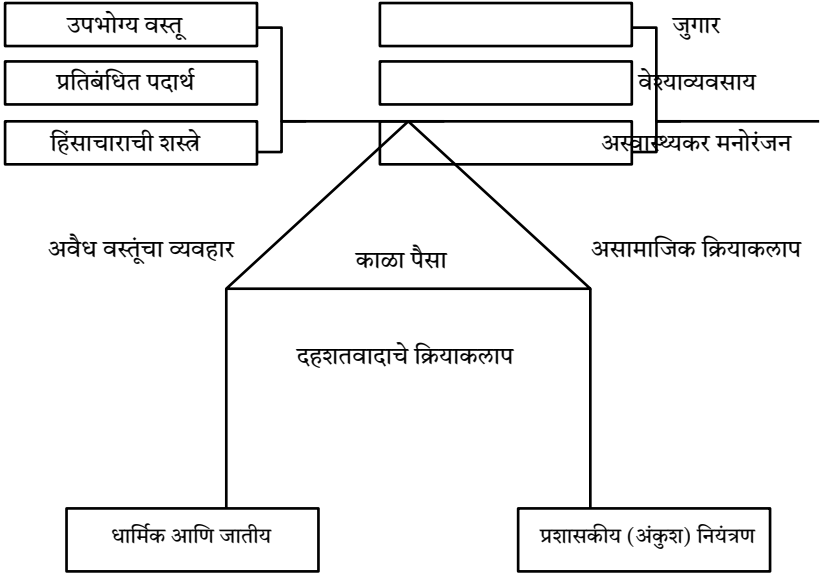 उपभोग्य वस्तू
जुगार
प्रतिबंधित पदार्थ
वेश्याव्यवसाय
हिंसाचाराची शस्त्रे
अस्वास्थ्यकर मनोरंजन
अवैध वस्तूंचा व्यवहार
काळा पैसा
असामाजिक क्रियाकलाप
दहशतवादाचे क्रियाकलाप
धार्मिक आणि जातीय
प्रशासकीय (अंकुश) नियंत्रण